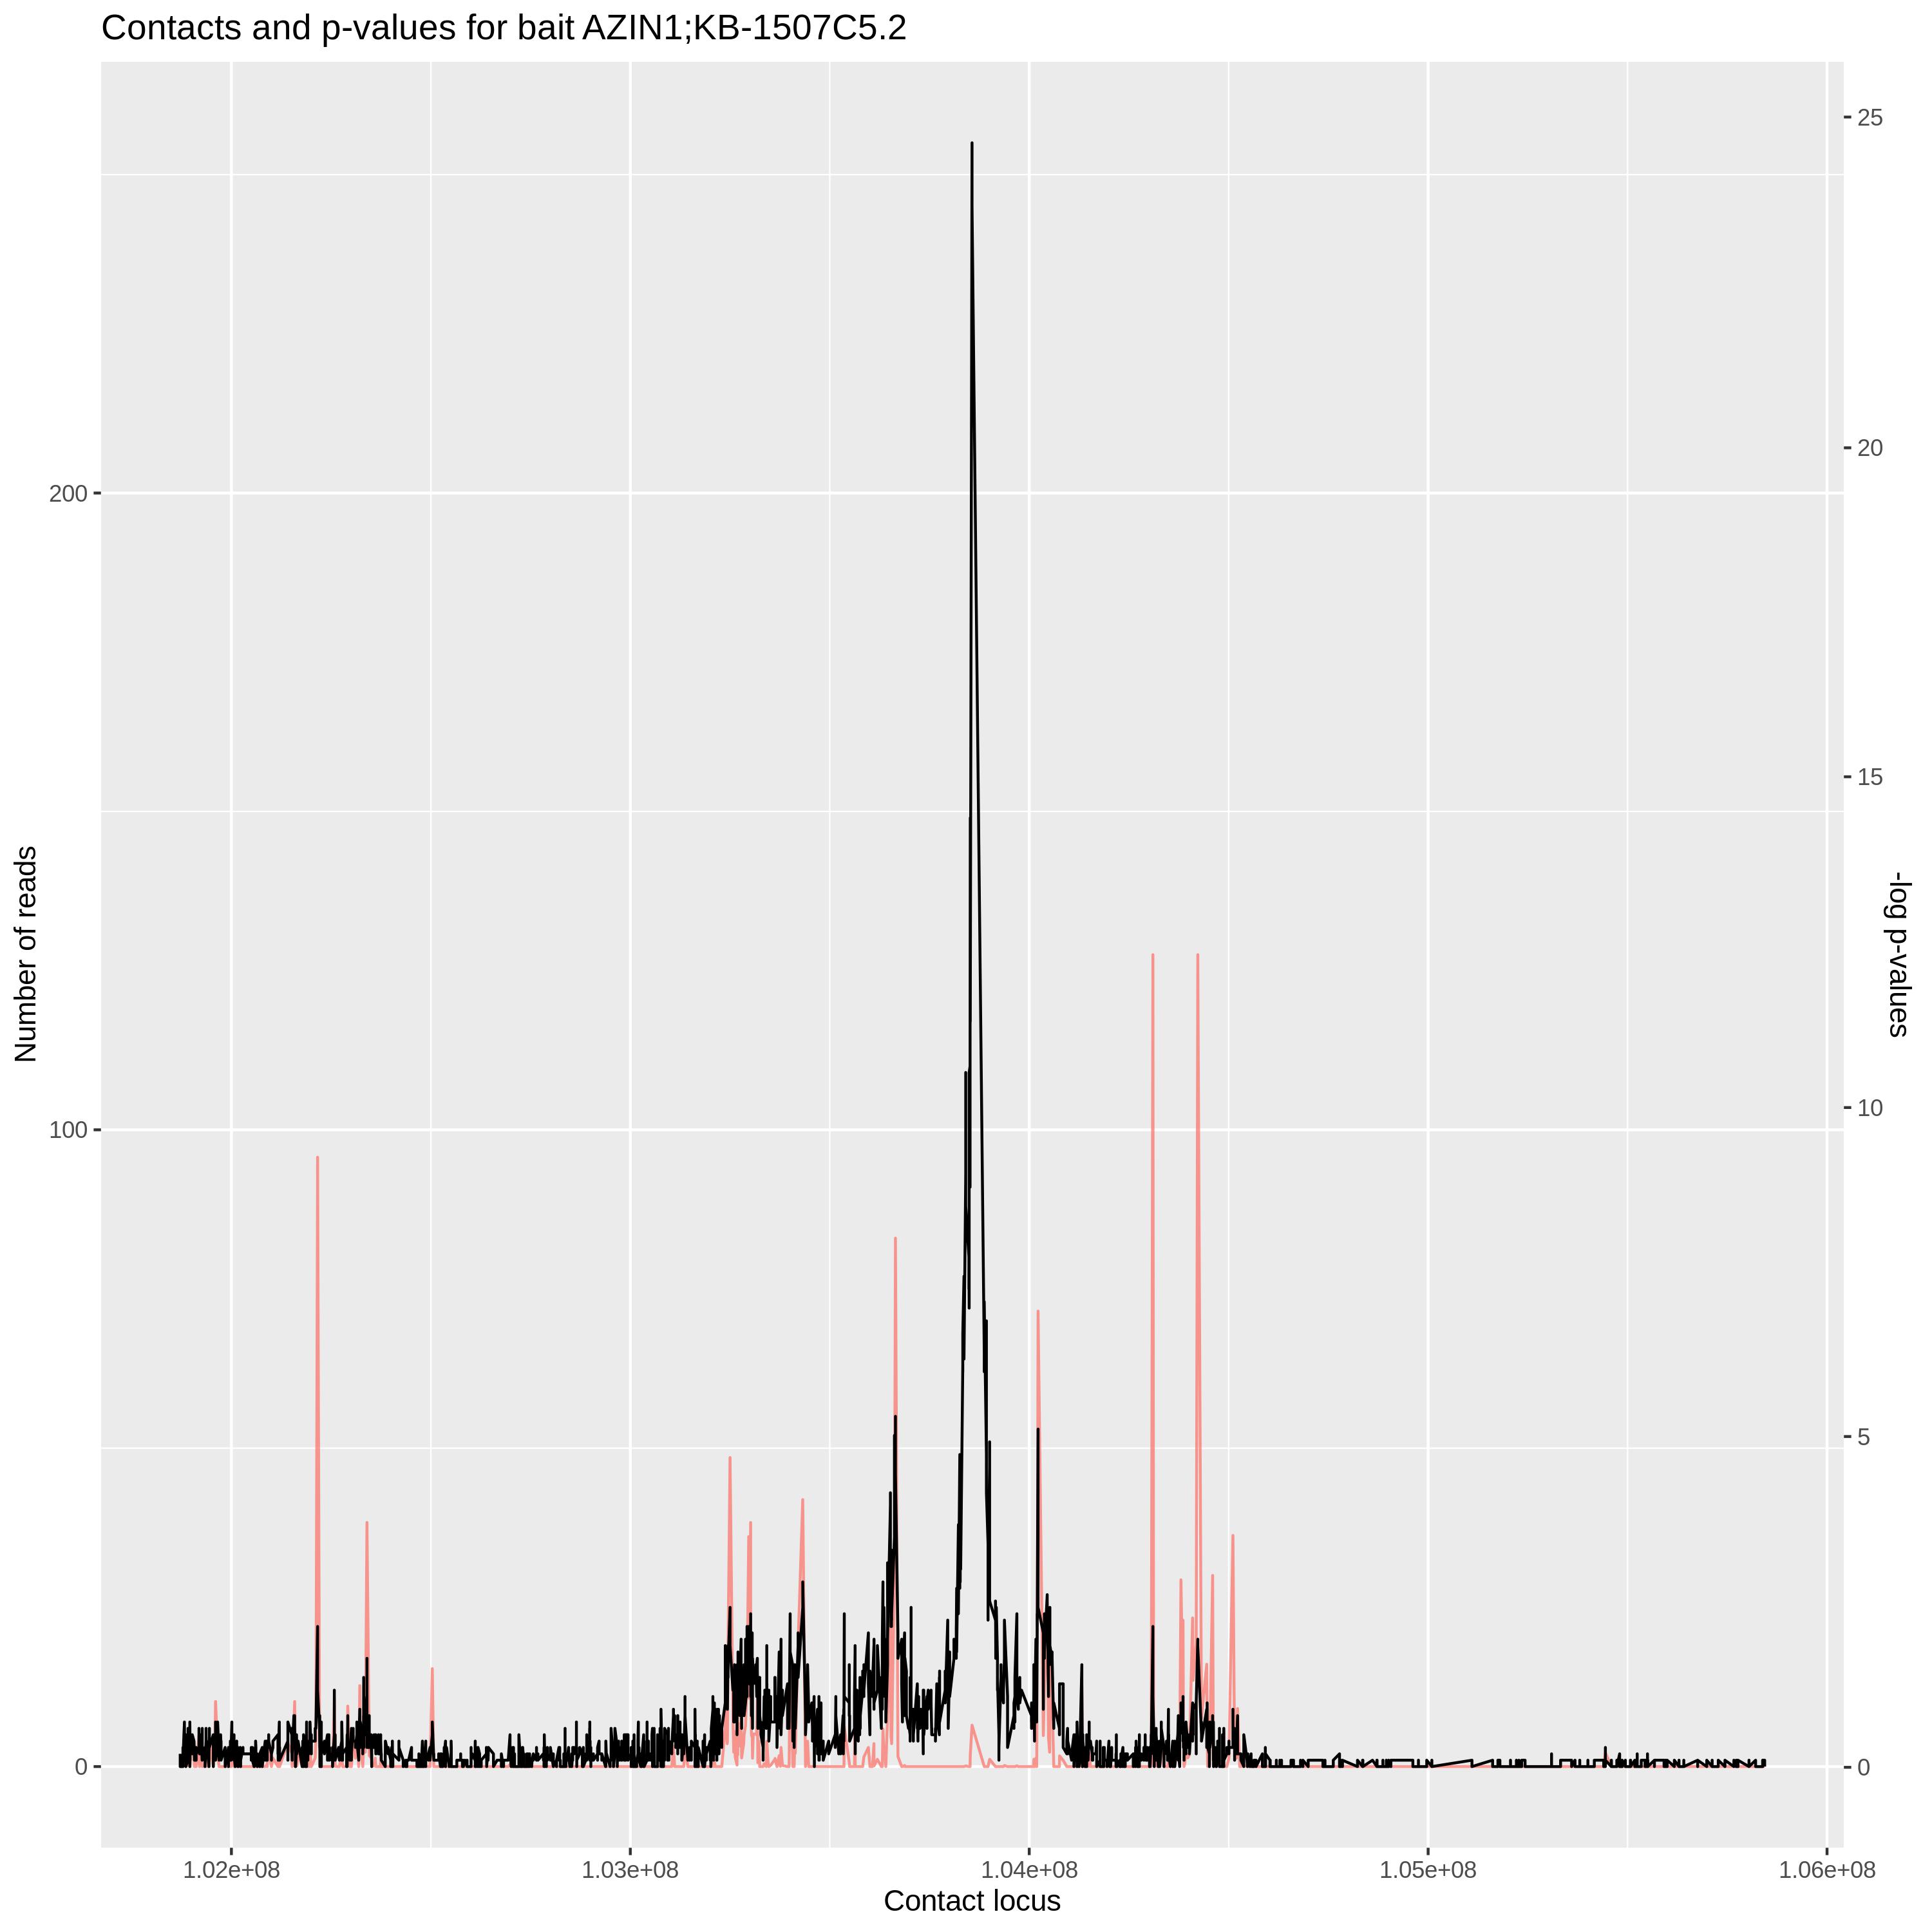 Contacts and p-values for bait AZIN1;KB-1507C5.2
25
20
15
10
5
0
200
100
0
Number of reads
-log p-values
1.02e+08 1.03e+08 1.04e+08 1.05e+08 1.06e+08
Contact locus